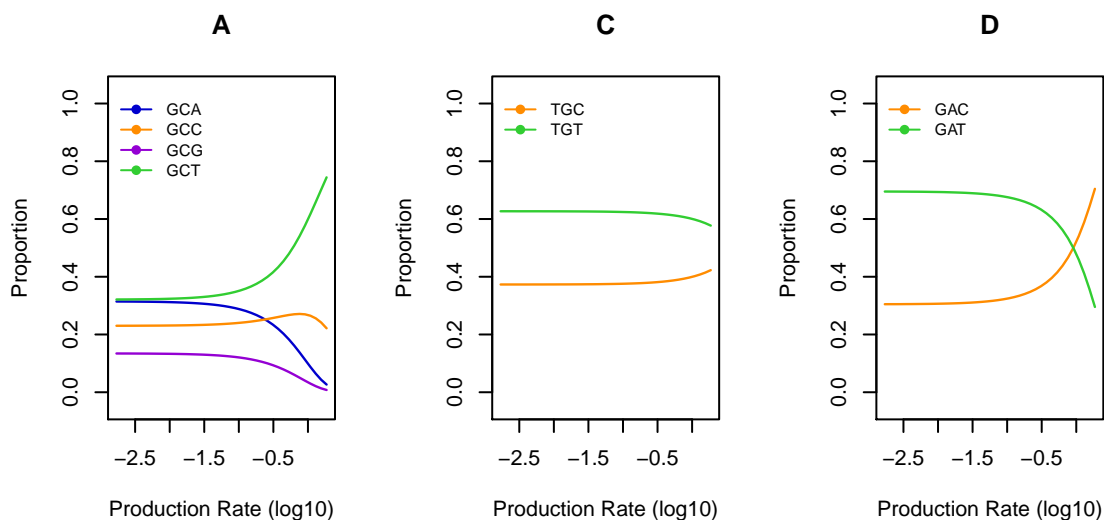 A
Proportion
1.0
0.8
0.6
0.4
0.2
0.0
GCA
GCC
GCG
GCT
−2.5 −1.5 −0.5
Production Rate (log10)
C
Proportion
1.0
0.8
0.6
0.4
0.2
0.0
TGC
TGT
−2.5 −1.5 −0.5
Production Rate (log10)
D
Proportion
1.0
0.8
0.6
0.4
0.2
0.0
GAC
GAT
−2.5 −1.5 −0.5
Production Rate (log10)